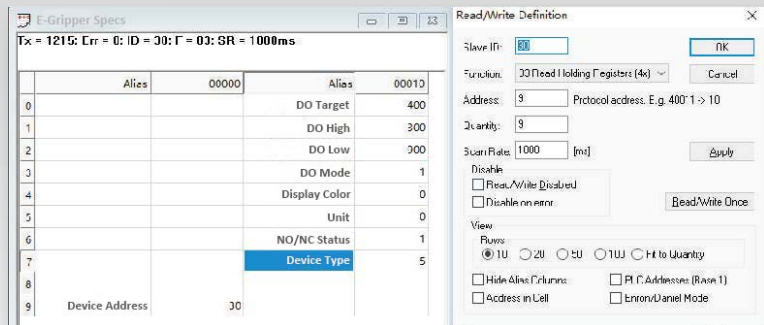 E-Gripper Specs
Tx = 1215: Err = 0: ID = 30: F = 03: SR = 1000ms
Alias 00000 Alias 00010
0 DO Target 400
1 DO High 300
2 DO Low 300
3 DO Mode 1
4 Display Color 0
5 Unit 0
6 NO/NC Status 1
7 Device Type 5
8
9 Device Address 30
Read/Write Definition
Slave ID: 30 OK
Function: 03 Read Holding Registers (4x) Cancel
Address: 9 Protocol address. E.g. 40011 -> 10
Quantity: 9
Scan Rate: 1000 [ms] Apply
Disable
Read/Write Disabled
Disable on error Read/Write Once
View
Rows
10 20 50 100 Fit to Quantity
Hide Alias Columns PLC Addresses (Base 1)
Address in Cell Enron/Daniel Mode